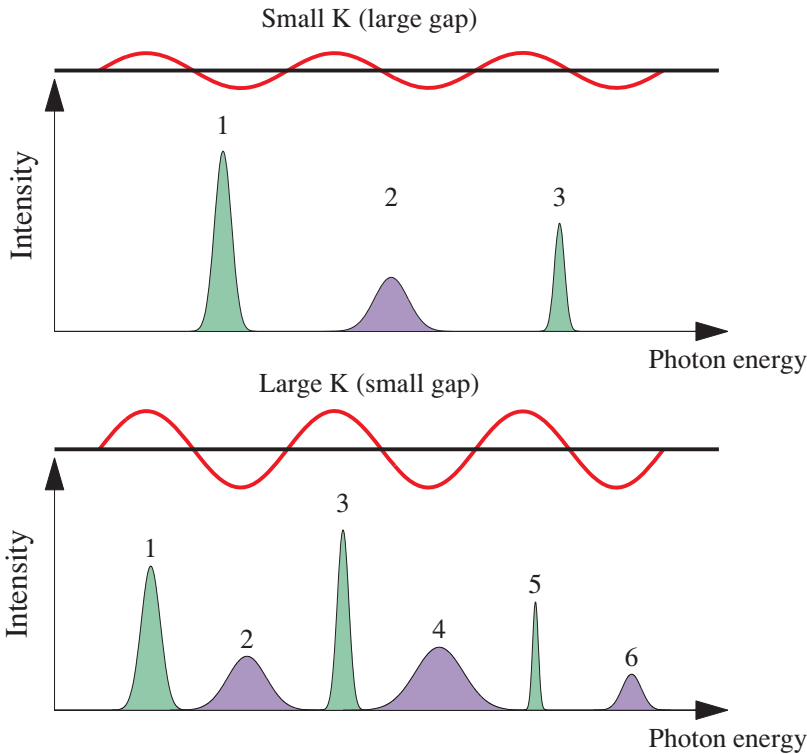 Small K (large gap)
Intensity
1
2
3
Photon energy
Large K (small gap)
Intensity
1
2
3
4
5
6
Photon energy